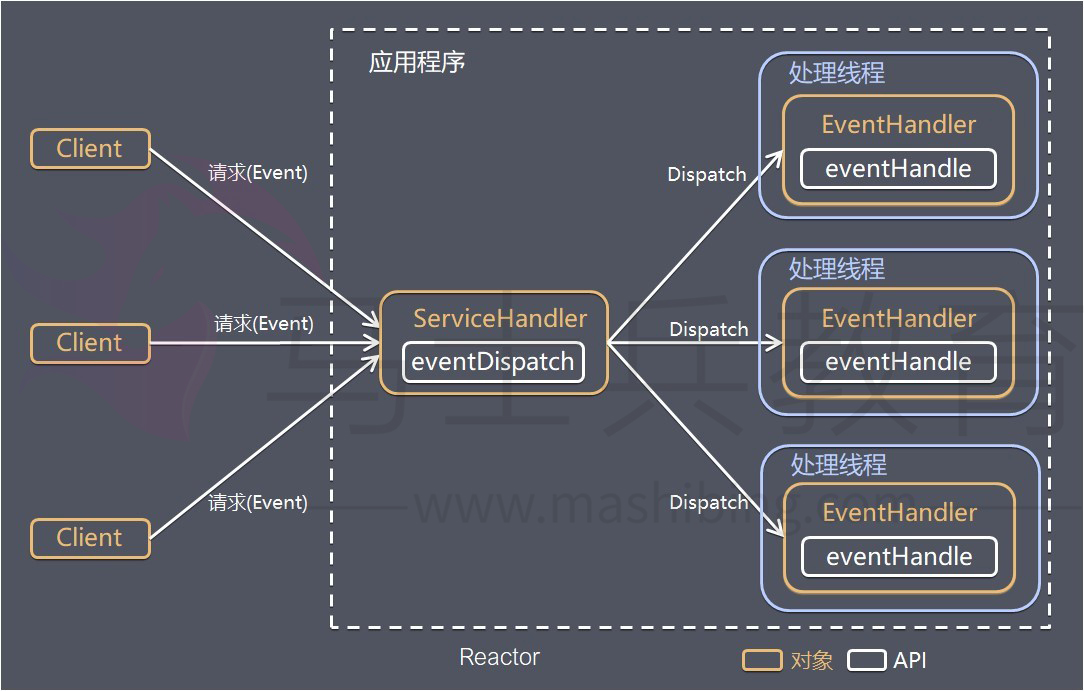 应用程序
Client
请求(Event)
Client
请求(Event)
Client
请求(Event)
ServiceHandler
eventDispatch
Dispatch
Dispatch
Dispatch
处理线程
EventHandler
eventHandle
处理线程
EventHandler
eventHandle
处理线程
EventHandler
eventHandle
马士兵教育
www.mashibing.com
Reactor
对象
API